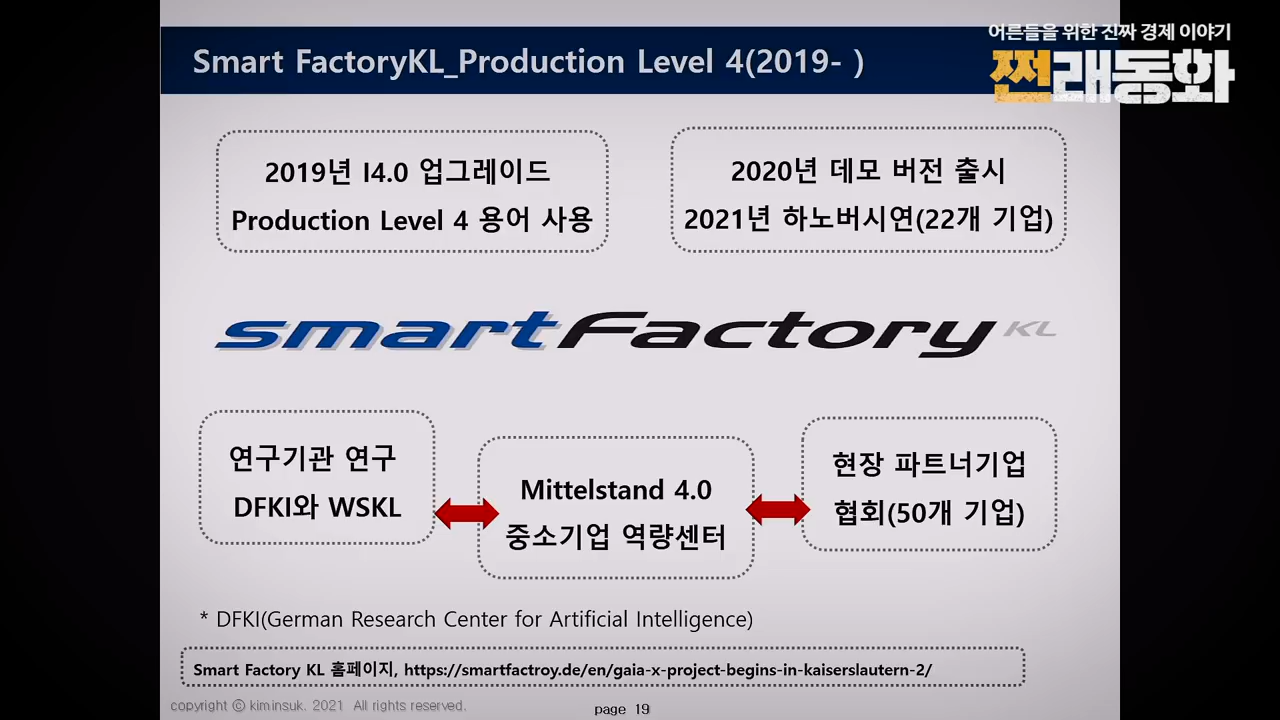 어른들을 위한 진짜 경제 이야기
쩐래동화
Smart FactoryKL_Production Level 4(2019- )
2019년 I4.0 업그레이드
Production Level 4 용어 사용
2020년 데모 버전 출시
2021년 하노버시연(22개 기업)
smartFactory KL
연구기관 연구
DFKI와 WSKL
Mittelstand 4.0
중소기업 역량센터
현장 파트너기업
협회(50개 기업)
* DFKI(German Research Center for Artificial Intelligence)
Smart Factory KL 홈페이지, https://smartfactroy.de/en/gaia-x-project-begins-in-kaiserslautern-2/
copyright ⓒ kiminsuk. 2021 All rights reserved.
page 19